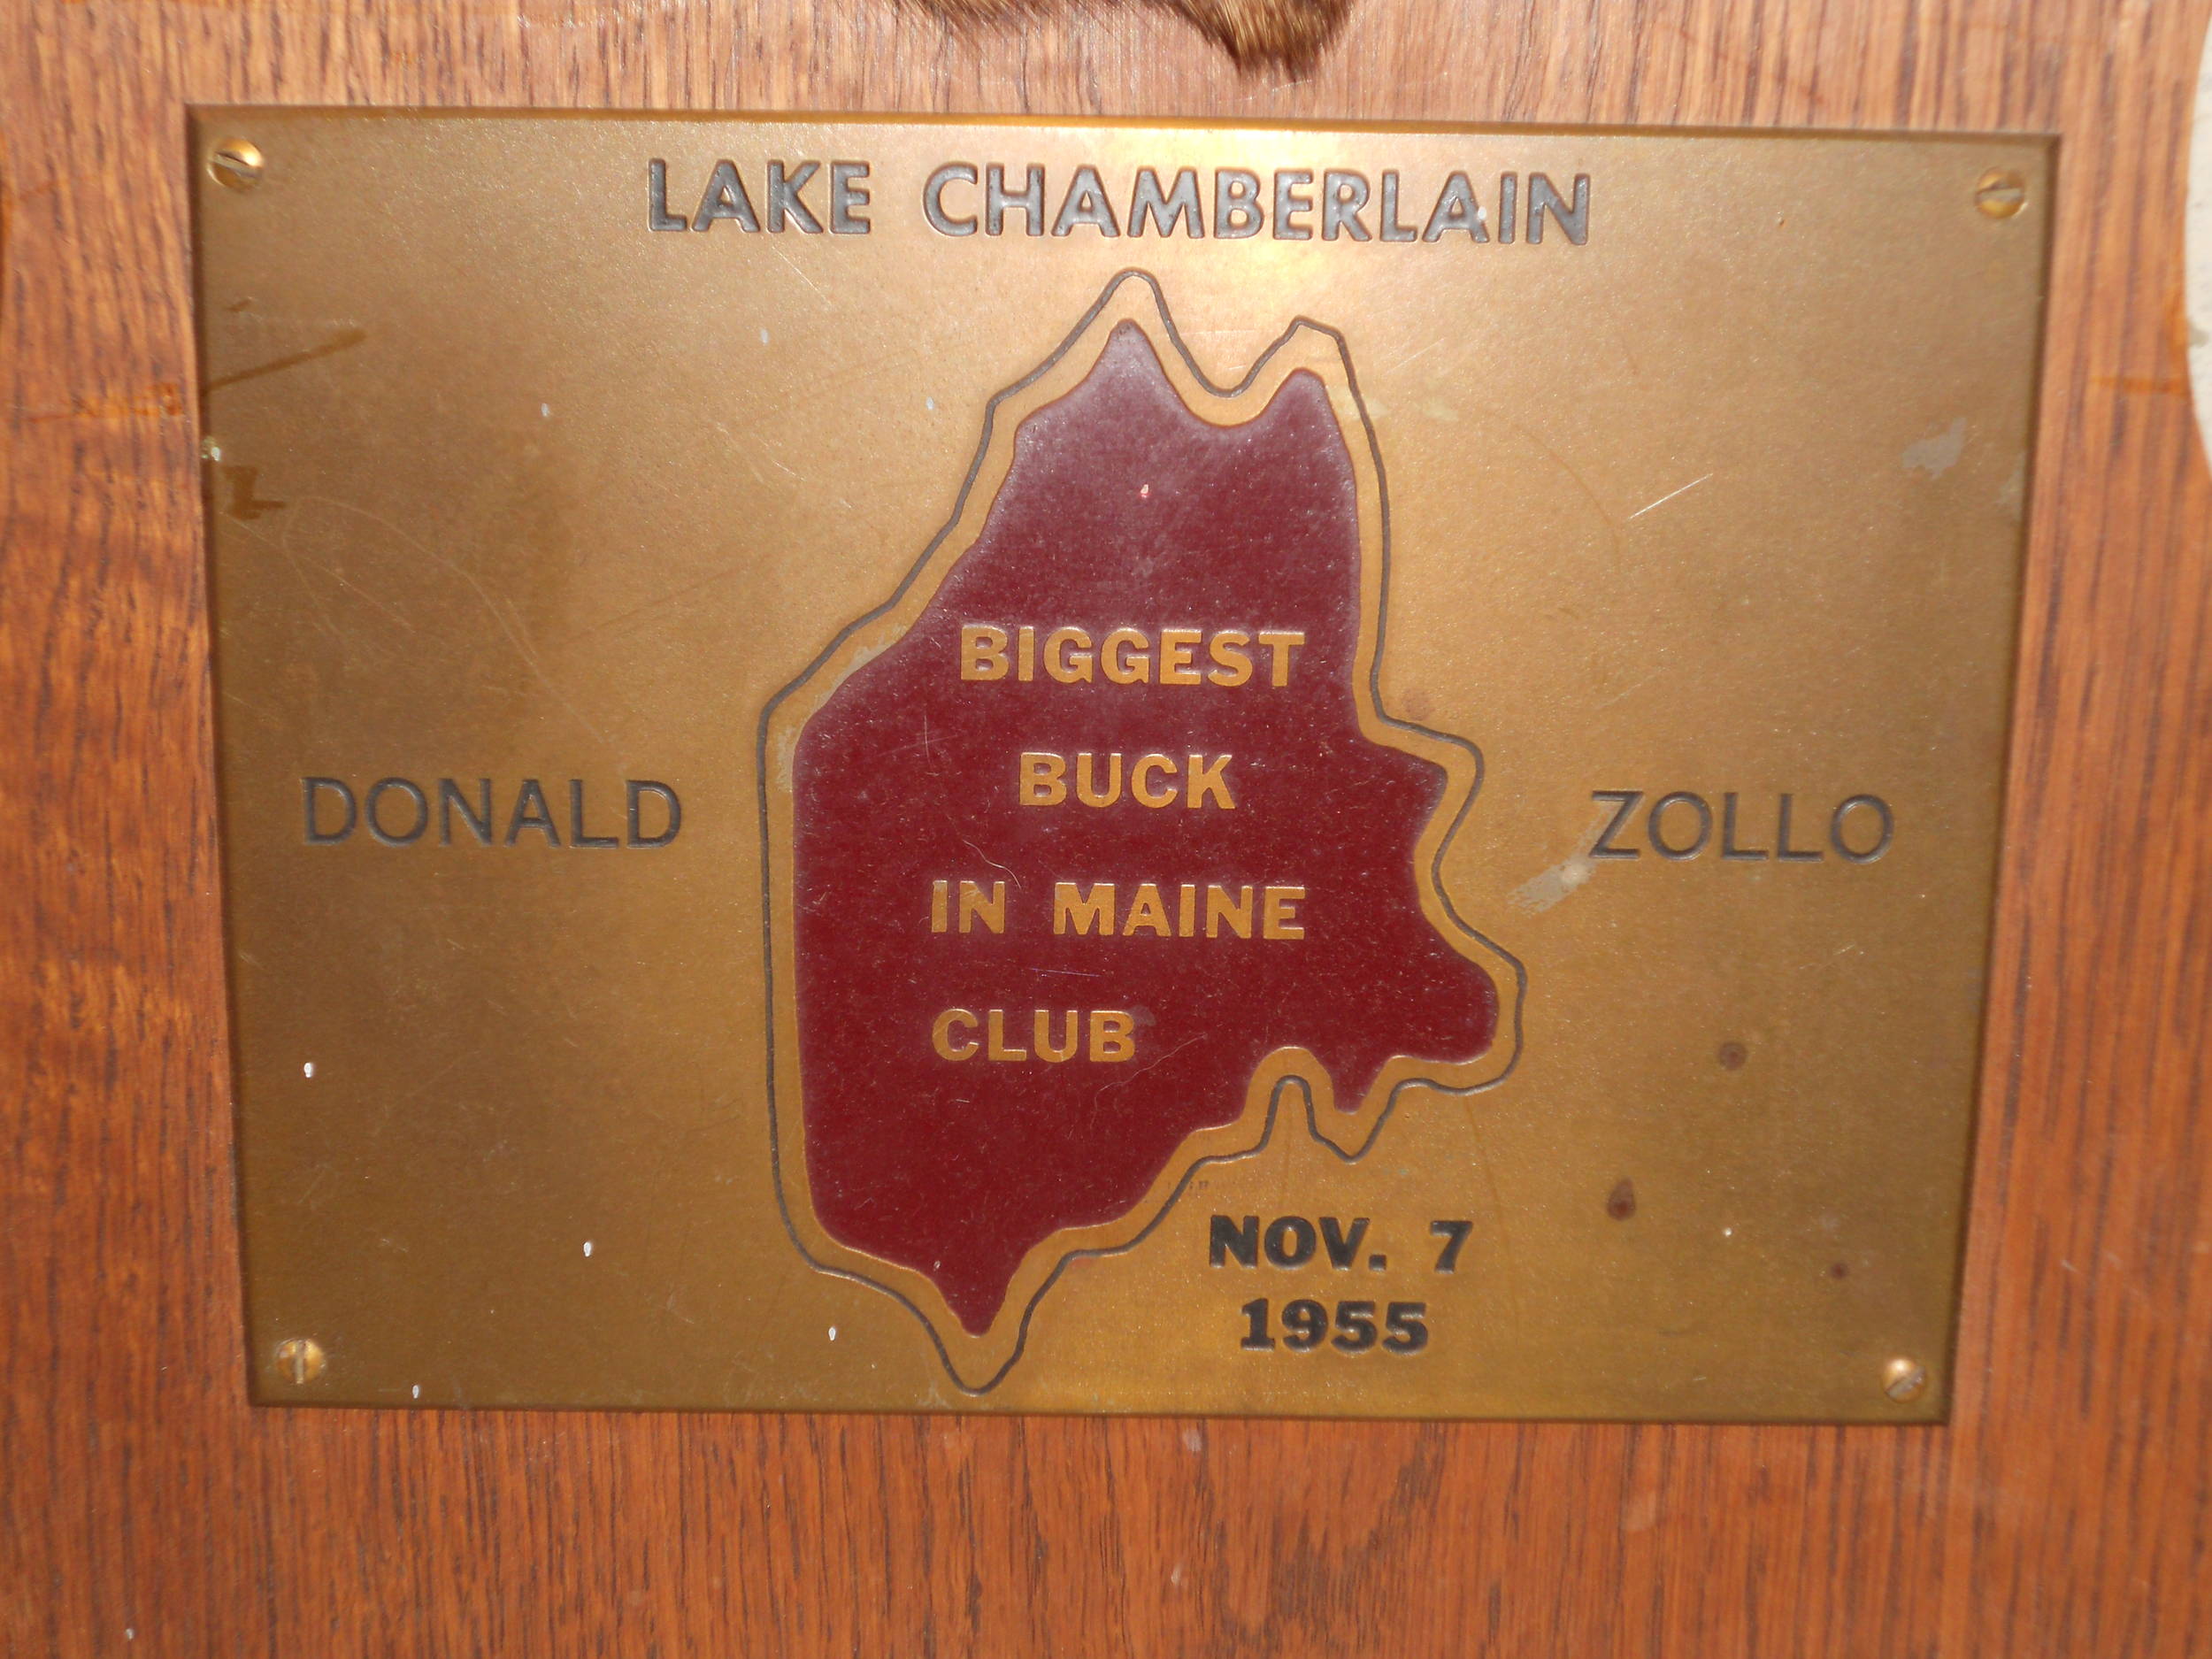 LAKE CHAMBERLAIN
BIGGEST
BUCK
DONALD ZOLLO
IN MAINE
CLUB
NOV. 7
1955